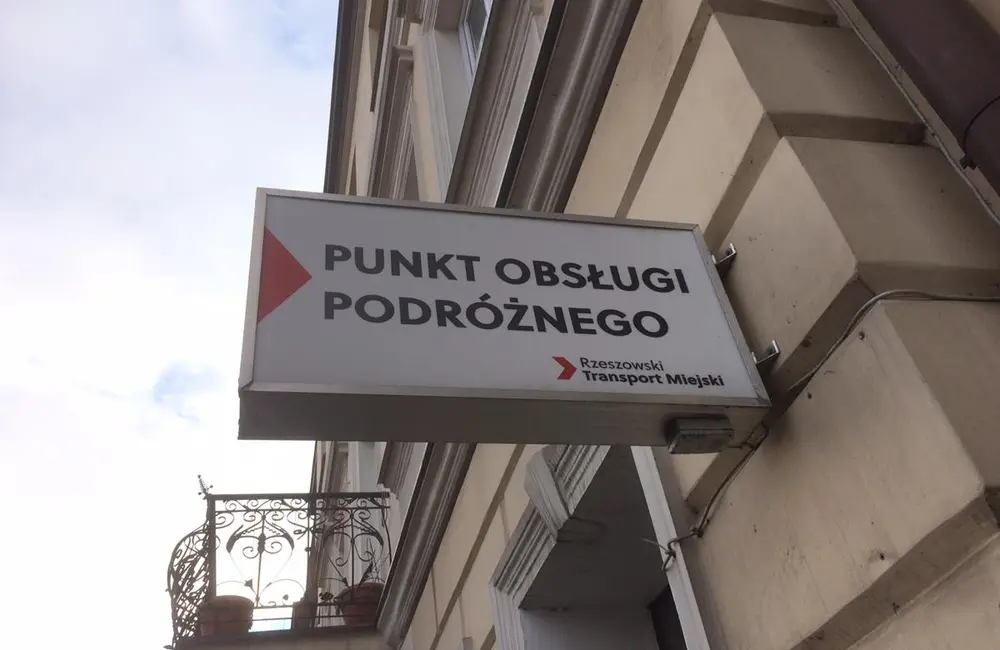 PUNKT OBSŁUGI
PODRÓŻNEGO
Rzeszowski
Transport Miejski